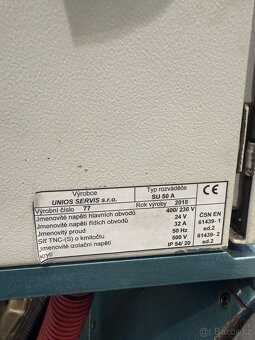 Výrobce Typ rozváděče
UNIOS SERVIS s.r.o. SU 50 A
Výrobní číslo 77 Rok výroby 2018
Jmenovité napětí hlavních obvodů 400/ 230 V
Jmenovité napětí řídích obvodů 24 V
Jmenovitý proud 32 A
Síť TNC-(S) o kmitočtu 50 Hz
Jmenovité izolační napětí 500 V
Krytí IP 54/ 20
CE
ČSN EN
61439- 1
ed.2
61439- 2
ed.2
Bazoš.cz